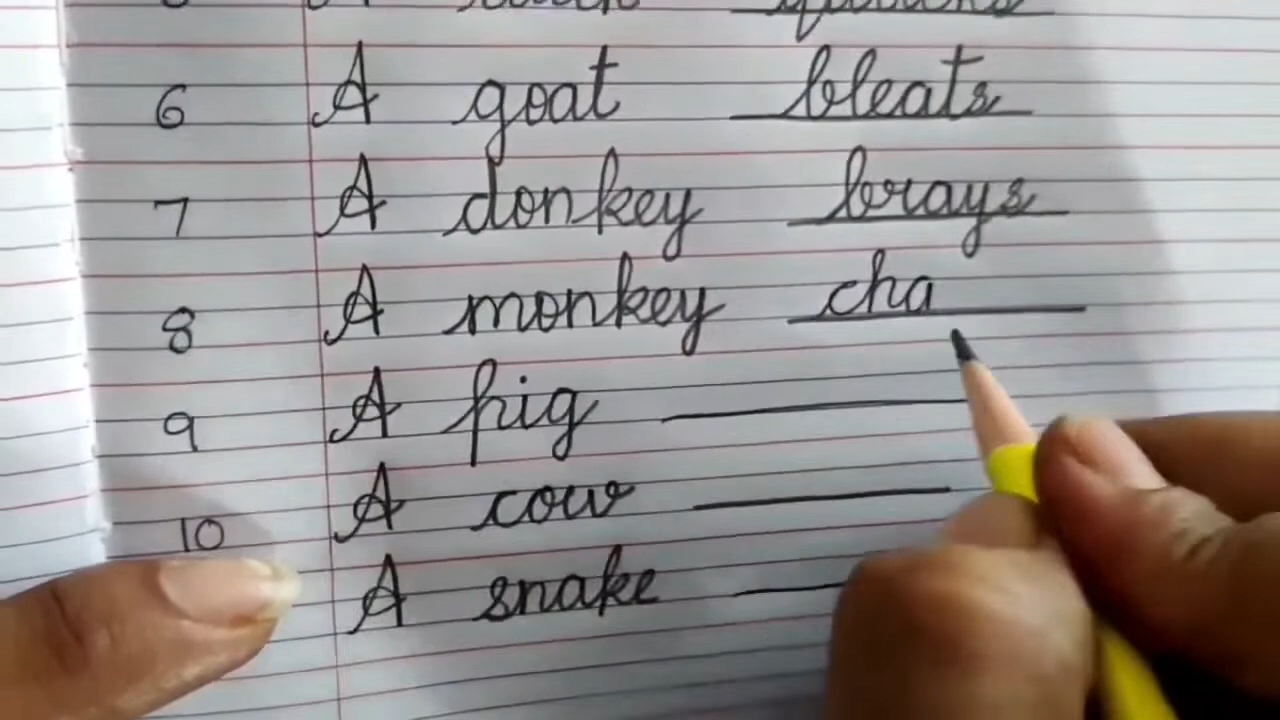 6 A goat bleats
7 A donkey brays
8 A monkey cha
9 A pig
10 A cow
A snake